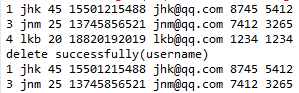 1 jhk 45 15501215488 jhk@qq.com 8745 5412
3 jnm 25 13745856521 jnm@qq.com 7412 3265
4 lkb 20 18820192019 lkb@qq.com 1234 1234
delete successfully(username)
1 jhk 45 15501215488 jhk@qq.com 8745 5412
3 jnm 25 13745856521 jnm@qq.com 7412 3265